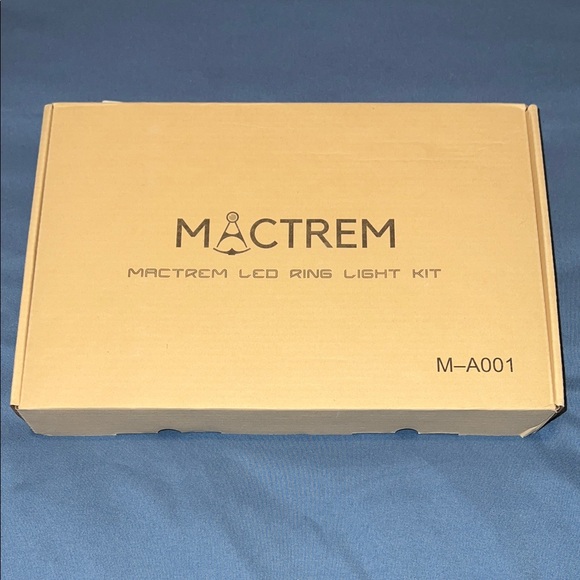 MACTREM
MACTREM LED RING LIGHT KIT
M–A001